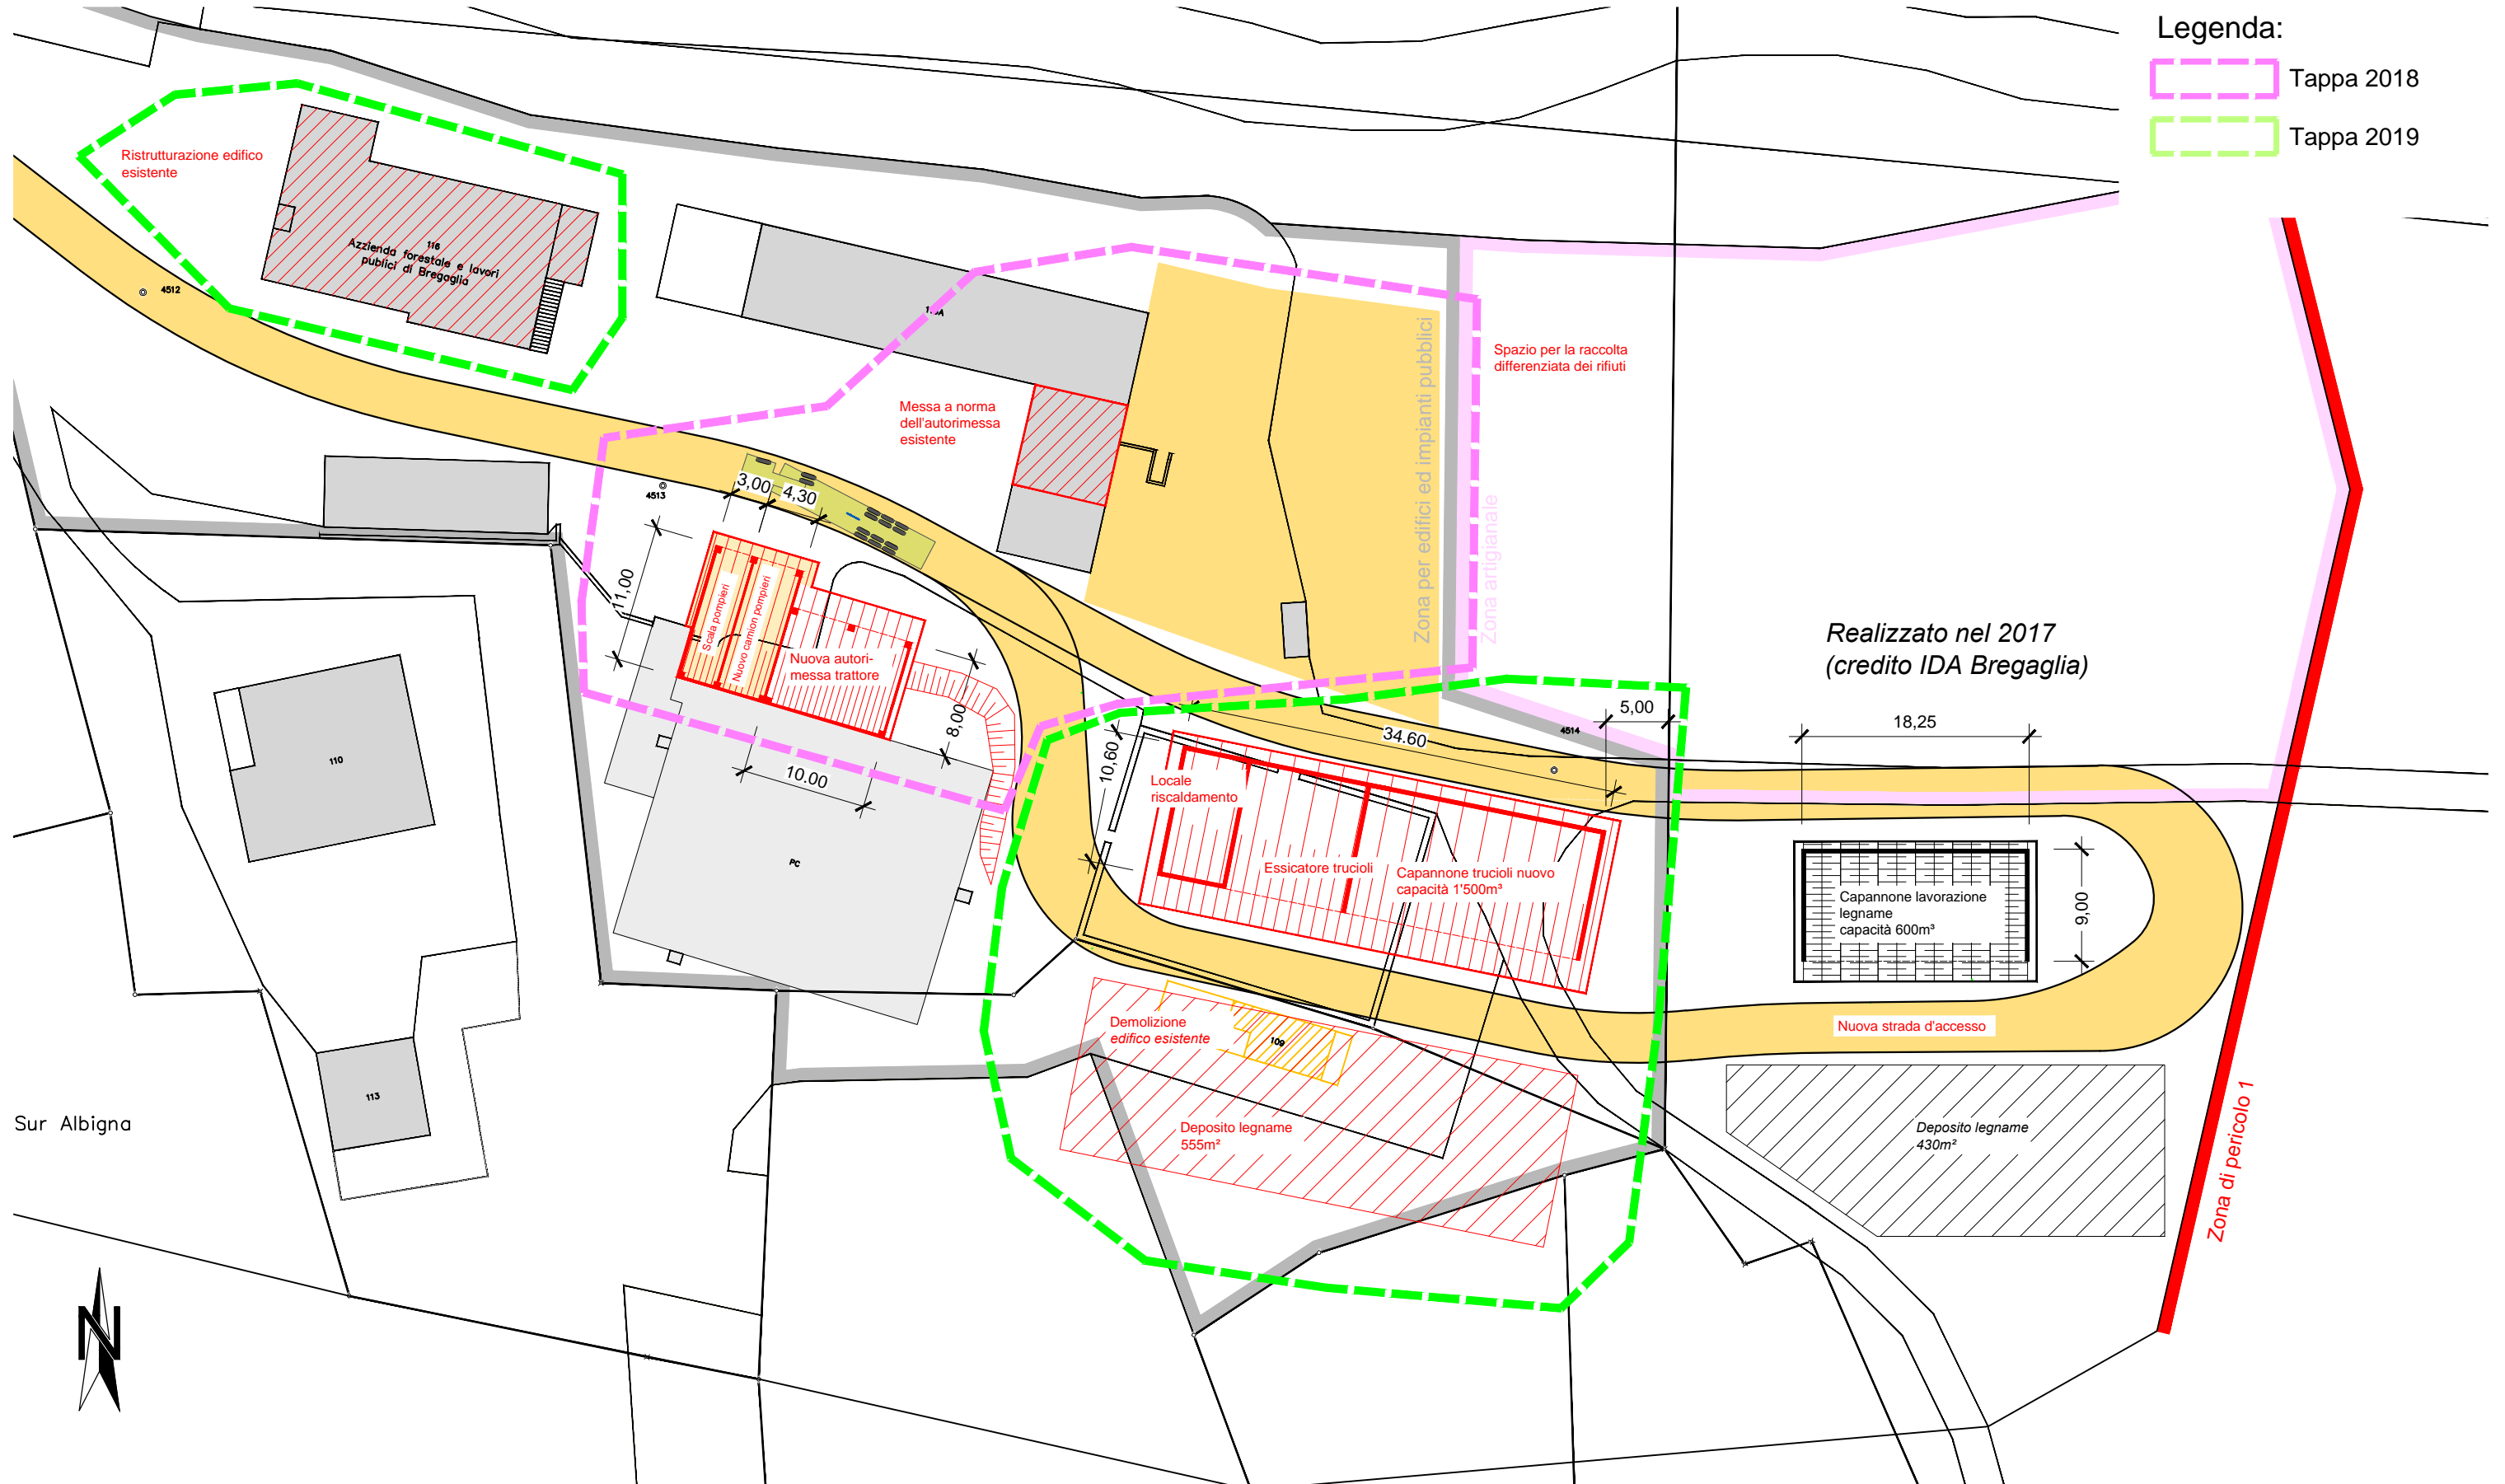 Legenda:
Tappa 2018
Tappa 2019
Ristrutturazione edifico
esistente
116
Azzienda forestale e lavori
publici di Bregaglia
4512
Messa a norma
dell'autorimessa
esistente
Spazio per la raccolta
differenziata dei rifiuti
Zona per edifici ed impianti pubblici
Zona artigianale
4513
3,00
4,30
11,00
Scala pompieri
Nuovo camion pompieri
Nuova autori-
messa trattore
8,00
10.00
PC
110
113
Sur Albigna
Realizzato nel 2017
(credito IDA Bregaglia)
5,00
18,25
4514
34.60
10,60
Locale
riscaldamento
Essicatore trucioli
Capannone trucioli nuovo
capacità 1'500m³
Capannone lavorazione
legname
capacità 600m³
9,00
Nuova strada d'accesso
Demolizione
edifico esistente
109
Deposito legname
555m²
Deposito legname
430m²
Zona di pericolo 1
N